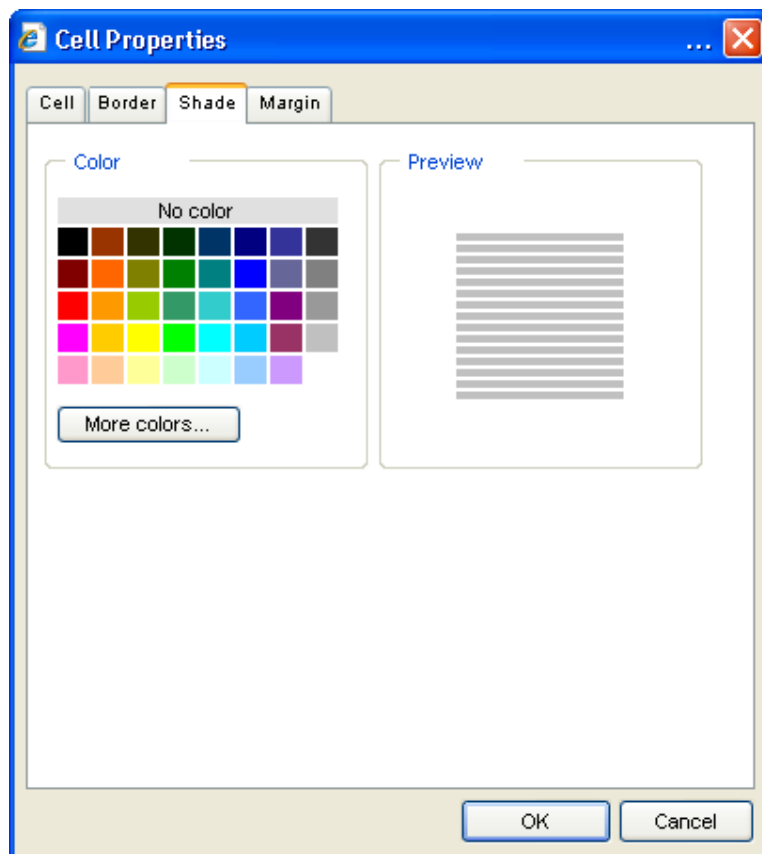 Cell Properties ...
Cell Border Shade Margin
Color Preview
No color
More colors...
OK Cancel